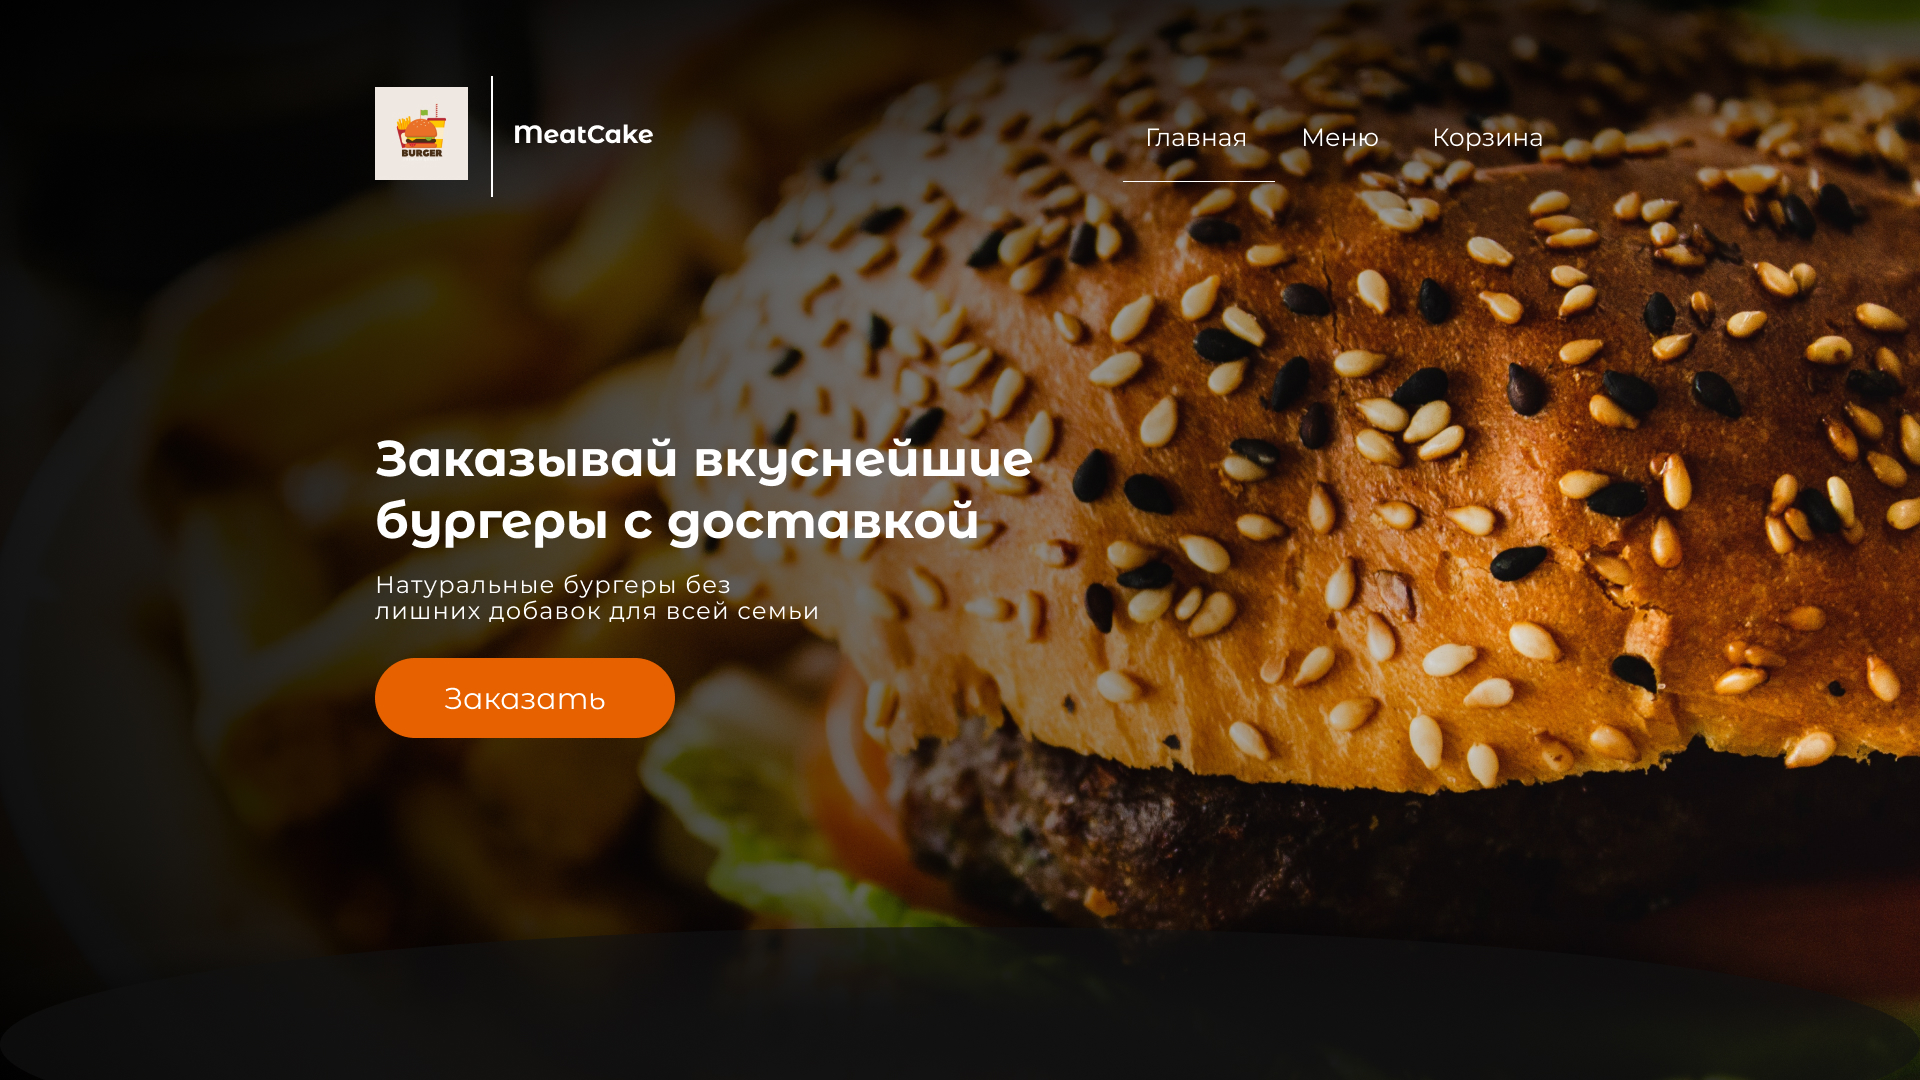 BURGER
MeatCake
Главная
Меню
Корзина
Заказывай вкуснейшие
бургеры с доставкой
Натуральные бургеры без
лишних добавок для всей семьи
Заказать